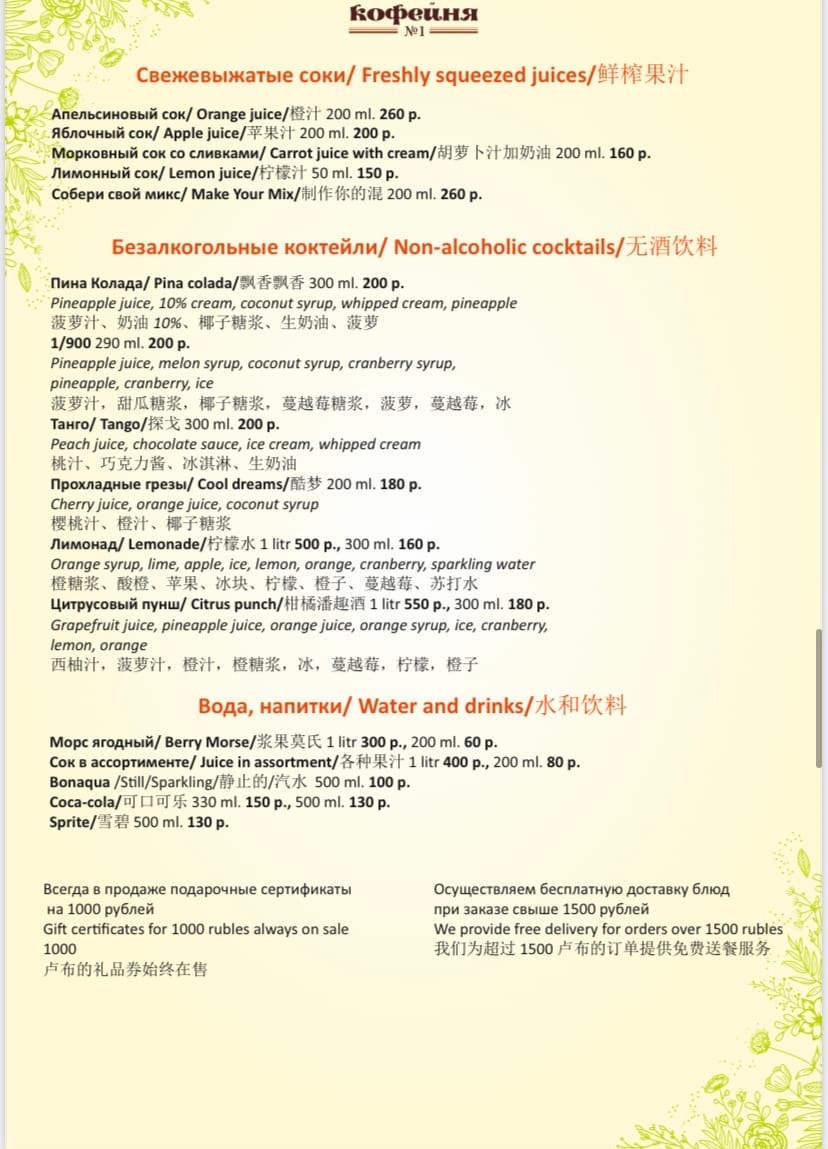 кофейня
№1
Свежевыжатые соки/ Freshly squeezed juices/鲜榨果汁
Апельсиновый сок/ Orange juice/橙汁 200 ml. 260 р.
Яблочный сок/ Apple juice/苹果汁 200 ml. 200 р.
Морковный сок со сливками/ Carrot juice with cream/胡萝卜汁加奶油 200 ml. 160 р.
Лимонный сок/ Lemon juice/柠檬汁 50 ml. 150 р.
Собери свой микс/ Make Your Mix/制作你的混 200 ml. 260 р.
Безалкогольные коктейли/ Non-alcoholic cocktails/无酒饮料
Пина Колада/ Pina colada/飘香飘香 300 ml. 200 р.
Pineapple juice, 10% cream, coconut syrup, whipped cream, pineapple
菠萝汁、奶油 10%、椰子糖浆、生奶油、菠萝
1/900 290 ml. 200 р.
Pineapple juice, melon syrup, coconut syrup, cranberry syrup,
pineapple, cranberry, ice
菠萝汁，甜瓜糖浆，椰子糖浆，蔓越莓糖浆，菠萝，蔓越莓，冰
Танго/ Tango/探戈 300 ml. 200 р.
Peach juice, chocolate sauce, ice cream, whipped cream
桃汁、巧克力酱、冰淇淋、生奶油
Прохладные грезы/ Cool dreams/酷梦 200 ml. 180 р.
Cherry juice, orange juice, coconut syrup
樱桃汁、橙汁、椰子糖浆
Лимонад/ Lemonade/柠檬水 1 litr 500 р., 300 ml. 160 р.
Orange syrup, lime, apple, ice, lemon, orange, cranberry, sparkling water
橙糖浆、酸橙、苹果、冰块、柠檬、橙子、蔓越莓、苏打水
Цитрусовый пунш/ Citrus punch/柑橘潘趣酒 1 litr 550 р., 300 ml. 180 р.
Grapefruit juice, pineapple juice, orange juice, orange syrup, ice, cranberry,
lemon, orange
西柚汁，菠萝汁，橙汁，橙糖浆，冰，蔓越莓，柠檬，橙子
Вода, напитки/ Water and drinks/水和饮料
Морс ягодный/ Berry Morse/浆果莫氏 1 litr 300 р., 200 ml. 60 р.
Сок в ассортименте/ Juice in assortment/各种果汁 1 litr 400 р., 200 ml. 80 р.
Bonaqua /Still/Sparkling/静止的/汽水 500 ml. 100 р.
Coca-cola/可口可乐 330 ml. 150 р., 500 ml. 130 р.
Sprite/雪碧 500 ml. 130 р.
Всегда в продаже подарочные сертификаты
на 1000 рублей
Gift certificates for 1000 rubles always on sale
1000
卢布的礼品券始终在售
Осуществляем бесплатную доставку блюд
при заказе свыше 1500 рублей
We provide free delivery for orders over 1500 rubles
我们为超过 1500 卢布的订单提供免费送餐服务